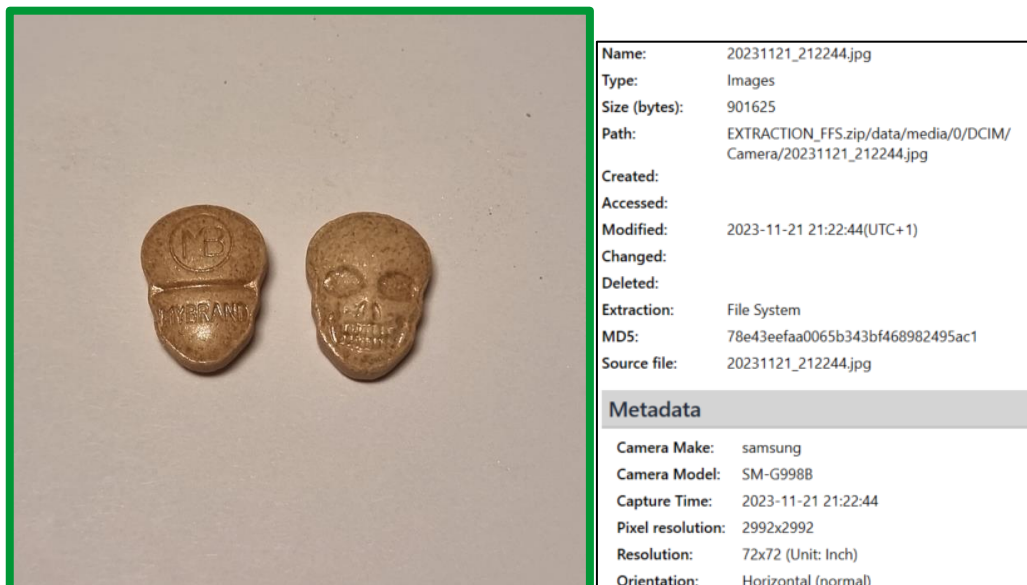 MB
MYBRAND
Name: 20231121_212244.jpg
Type: Images
Size (bytes): 901625
Path: EXTRACTION_FFS.zip/data/media/0/DCIM/
Camera/20231121_212244.jpg
Created:
Accessed:
Modified: 2023-11-21 21:22:44(UTC+1)
Changed:
Deleted:
Extraction: File System
MD5: 78e43eefaa0065b343bf468982495ac1
Source file: 20231121_212244.jpg
Metadata
Camera Make: samsung
Camera Model: SM-G998B
Capture Time: 2023-11-21 21:22:44
Pixel resolution: 2992x2992
Resolution: 72x72 (Unit: Inch)
Orientation: Horizontal (normal)